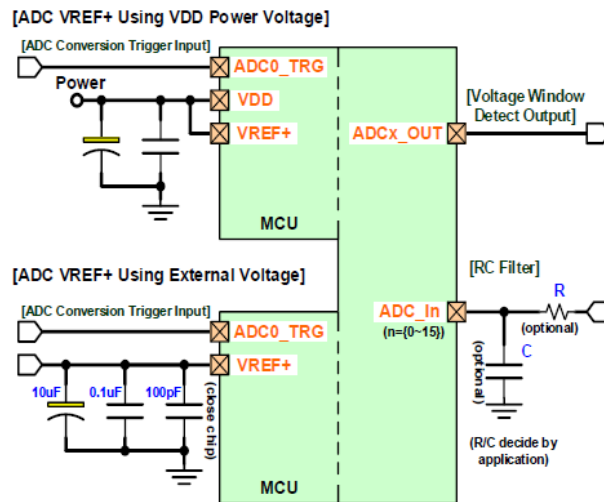 [ADC VREF+ Using VDD Power Voltage]
[ADC Conversion Trigger Input]
ADC0_TRG
Power
VDD
VREF+
MCU
[Voltage Window
Detect Output]
ADCx_OUT
[ADC VREF+ Using External Voltage]
[ADC Conversion Trigger Input]
ADC0_TRG
VREF+
10uF
0.1uF
100pF
(close chip)
MCU
[RC Filter]
ADC_In
(n={0~15})
R
(optional)
(optional)
C
(R/C decide by
application)